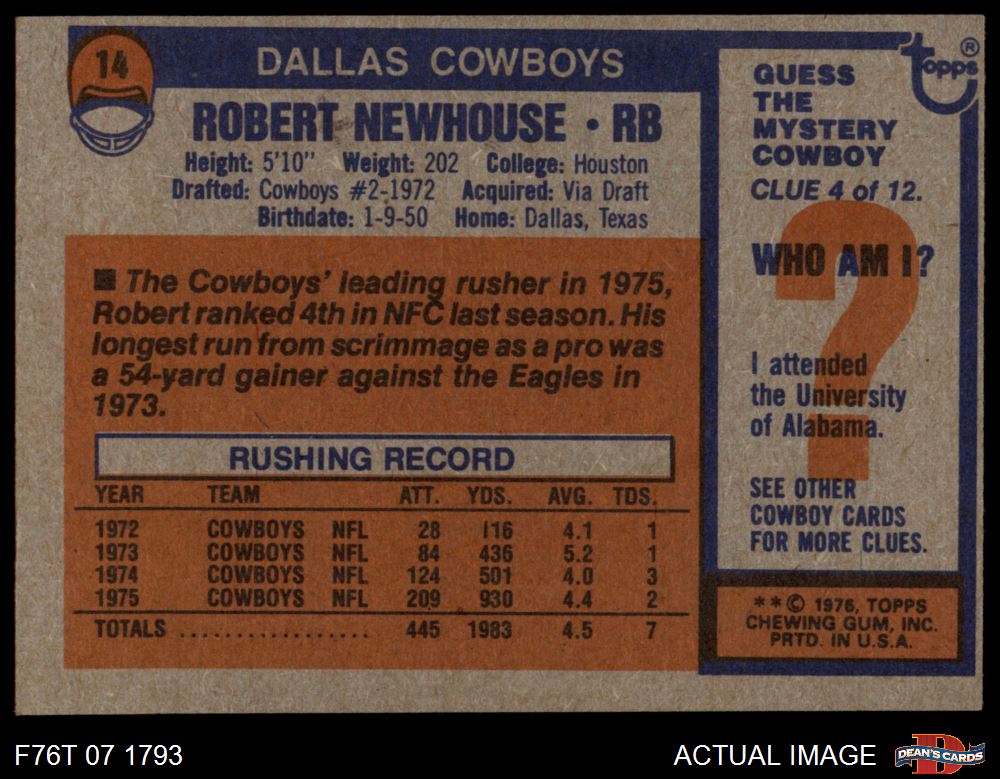 14
DALLAS COWBOYS
ROBERT NEWHOUSE • RB
Height: 5'10" Weight: 202 College: Houston
Drafted: Cowboys #2-1972 Acquired: Via Draft
Birthdate: 1-9-50 Home: Dallas, Texas
■ The Cowboys' leading rusher in 1975,
Robert ranked 4th in NFC last season. His
longest run from scrimmage as a pro was
a 54-yard gainer against the Eagles in
1973.
RUSHING RECORD
YEAR TEAM ATT. YDS. AVG. TDS.
1972 COWBOYS NFL 28 116 4.1 1
1973 COWBOYS NFL 84 436 5.2 1
1974 COWBOYS NFL 124 501 4.0 3
1975 COWBOYS NFL 209 930 4.4 2
TOTALS ................. 445 1983 4.5 7
topps®
GUESS
THE
MYSTERY
COWBOY
CLUE 4 of 12.
?
WHO AM I?
I attended
the University
of Alabama.
SEE OTHER
COWBOY CARDS
FOR MORE CLUES.
**© 1976, TOPPS
CHEWING GUM, INC.
PRTD. IN U.S.A.
F76T 07 1793
ACTUAL IMAGE
D
DEAN'S CARDS